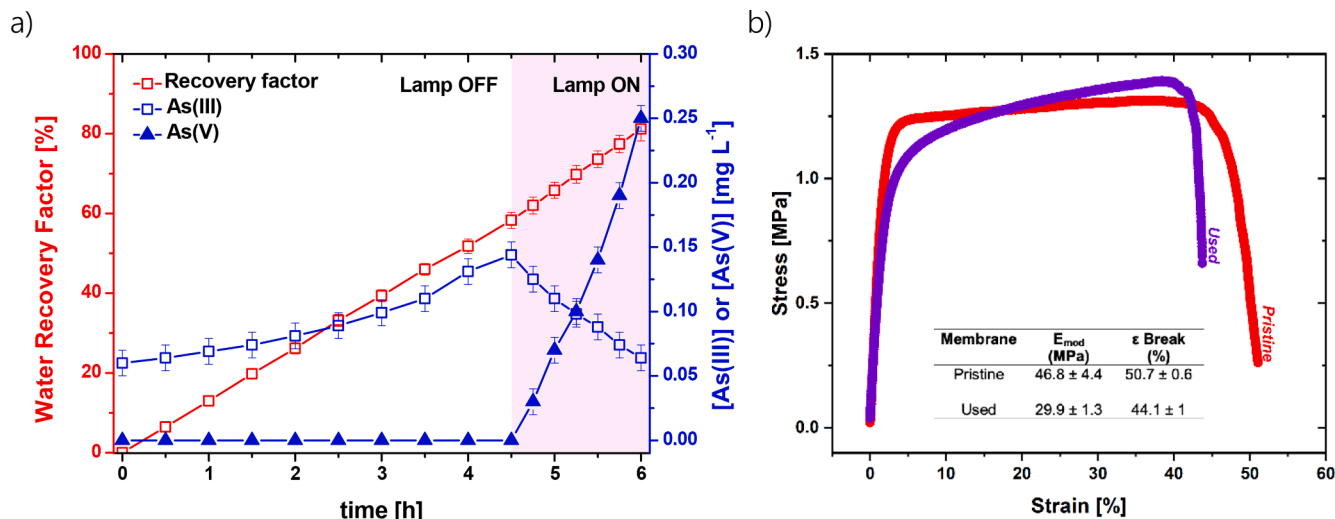 a)
100
80
60
40
20
0
Water Recovery Factor [%]
Recovery factor
As(III)
As(V)
Lamp OFF
Lamp ON
0.30
0.25
0.20
0.15
0.10
0.05
0.00
[As(III)] or [As(V)] [mg L⁻¹]
0 1 2 3 4 5 6
time [h]
b)
1.5
1.0
0.5
0.0
Stress [MPa]
Used
Pristine
Membrane E_mod (MPa) ε Break (%)
Pristine 46.8 ± 4.4 50.7 ± 0.6
Used 29.9 ± 1.3 44.1 ± 1
0 10 20 30 40 50 60
Strain [%]